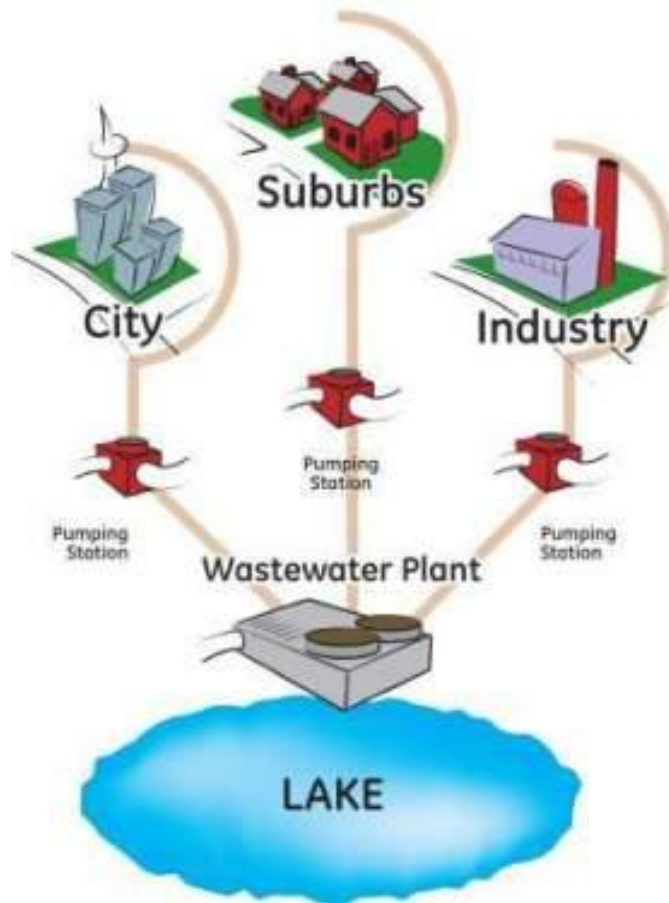 Suburbs
City
Industry
Pumping
Station
Pumping
Station
Pumping
Station
Wastewater Plant
LAKE